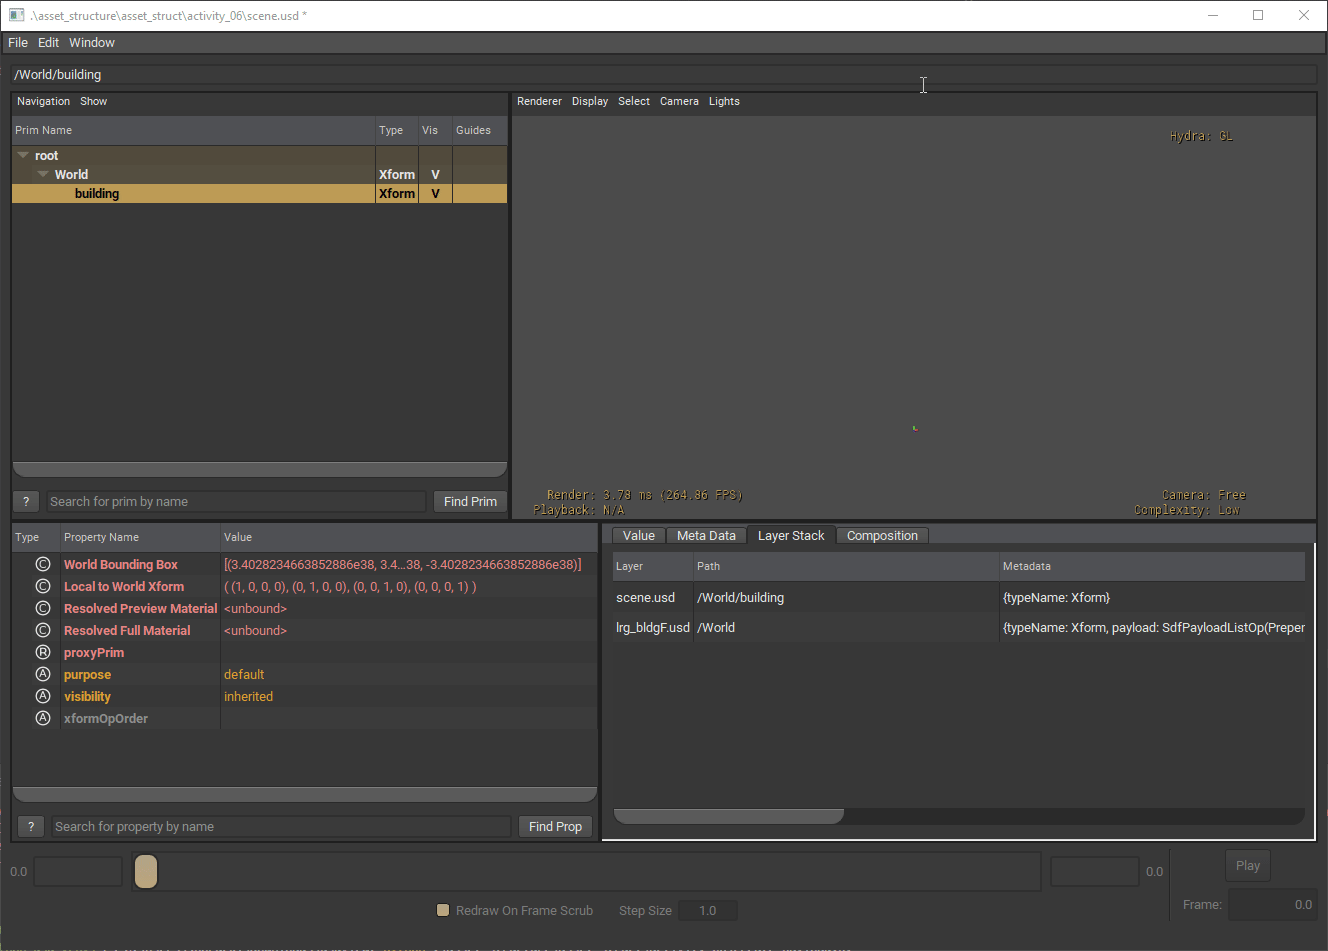 .\asset_structure\asset_struct\activity_06\scene.usd *
File Edit Window
/World/building
Navigation Show
Prim Name Type Vis Guides
root
World Xform V
building Xform V
? Search for prim by name Find Prim
Renderer Display Select Camera Lights
Hydra: GL
Render: 3.78 ms (264.86 FPS)
Playback: N/A
Camera: Free
Complexity: Low
Type Property Name Value
C World Bounding Box [(3.4028234663852886e38, 3.4...38, -3.4028234663852886e38)]
C Local to World Xform ( (1, 0, 0, 0), (0, 1, 0, 0), (0, 0, 1, 0), (0, 0, 0, 1) )
C Resolved Preview Material <unbound>
C Resolved Full Material <unbound>
R proxyPrim
A purpose default
A visibility inherited
A xformOpOrder
? Search for property by name Find Prop
Value Meta Data Layer Stack Composition
Layer Path Metadata
scene.usd /World/building {typeName: Xform}
lrg_bldgF.usd /World {typeName: Xform, payload: SdfPayloadListOp(Preper
0.0 0.0 Play
Redraw On Frame Scrub Step Size 1.0 Frame: 0.0